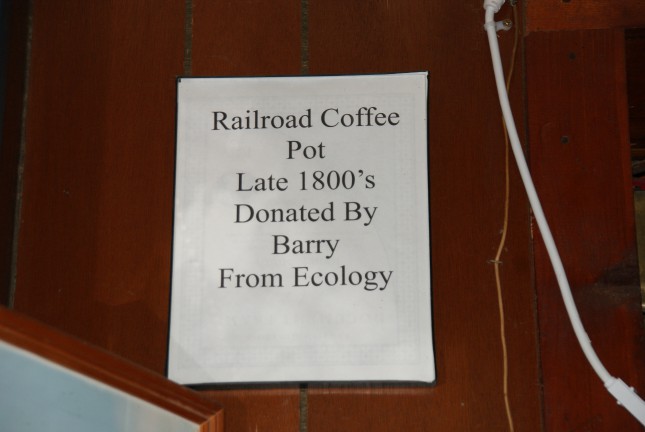 Railroad Coffee
Pot
Late 1800's
Donated By
Barry
From Ecology